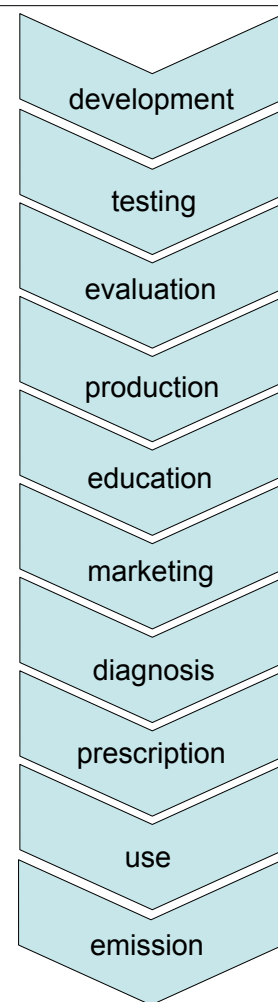 development
testing
evaluation
production
education
marketing
diagnosis
prescription
use
emission